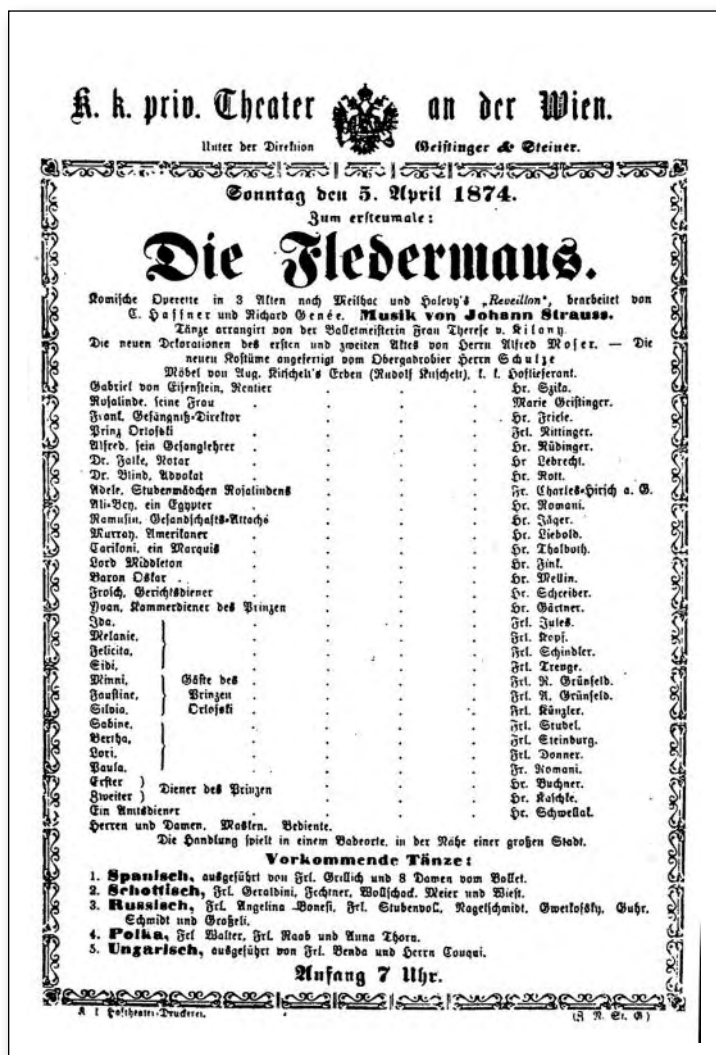 K. k. priv. Theater an der Wien.
Unter der Direktion Geistinger & Steiner.
Sonntag den 5. April 1874.
Zum erstenmale:
Die Fledermaus.
Komische Operette in 3 Akten nach Meilhac und Halevy's „Reveillon“, bearbeitet von
C. Haffner und Richard Genée. Musik von Johann Strauss.
Tänze arrangirt von der Balletmeisterin Frau Therese v. Kilany.
Die neuen Dekorationen des ersten und zweiten Aktes von Herrn Alfred Moser. — Die
neuen Kostüme angefertigt vom Obergadrobier Herrn Schulze
Möbel von Aug. Kitschelt's Erben (Rudolf Kitschelt), k. k. Hoflieferant.
Gabriel von Eisenstein, Rentier . . . . Hr. Szika.
Rosalinde, seine Frau . . . . Marie Geistinger.
Frank, Gefängniß-Direktor . . . . Hr. Friese.
Prinz Orlofski . . . . Frl. Nittinger.
Alfred, sein Gesanglehrer . . . . Hr. Rüdinger.
Dr. Falke, Notar . . . . Hr Lebrecht.
Dr. Blind, Advokat . . . . Hr. Rott.
Adele, Stubenmädchen Rosalindens . . . . Fr. Charles-Hirsch a. G.
Ali-Bey, ein Egypter . . . . Hr. Romani.
Ramusin, Gesandschafts-Attaché . . . . Hr. Jäger.
Murray, Amerikaner . . . . Hr. Liebold.
Carikoni, ein Marquis . . . . Hr. Thalboth.
Lord Middleton . . . . Hr. Fink.
Baron Oskar . . . . Hr. Mellin.
Frosch, Gerichtsdiener . . . . Hr. Schreiber.
Yvan, Kammerdiener des Prinzen . . . . Hr. Gärtner.
Ida, . . . . Frl. Jules.
Melanie, . . . . Frl. Kopf.
Felicita, . . . . Frl. Schindler.
Sidi, . . . . Frl. Treuge.
Minni, Gäste des . . . . Frl. R. Grünfeld.
Faustine, Prinzen . . . . Frl. A. Grünfeld.
Silvia, Orlofski . . . . Frl. Künzler.
Sabine, . . . . Frl. Stubel.
Bertha, . . . . Frl. Steinburg.
Lori, . . . . Frl. Donner.
Paula, . . . . Fr. Romani.
Erster ) Diener des Prinzen . . . . Hr. Buchner.
Zweiter ) . . . . Hr. Kaschke.
Ein Amtsdiener . . . . Hr. Schwellak.
Herren und Damen, Masken, Bediente.
Die Handlung spielt in einem Badeorte, in der Nähe einer großen Stadt.
Vorkommende Tänze:
1. Spanisch, ausgeführt von Frl. Grillich und 8 Damen vom Ballet.
2. Schottisch, Frl. Geraldini, Fechtner, Wollschack, Meier und Wiest.
3. Russisch, Frl. Angelina Bonesi, Frl. Stubenvoll, Nagelschmidt, Gwetkofsky, Guhr,
Schmidt und Großeli.
4. Polka, Frl Walter, Frl. Raab und Anna Thorn.
5. Ungarisch, ausgeführt von Frl. Benda und Herrn Couqui.
Anfang 7 Uhr.
K k Hoftheater-Druckerei. (J. N. St. G)